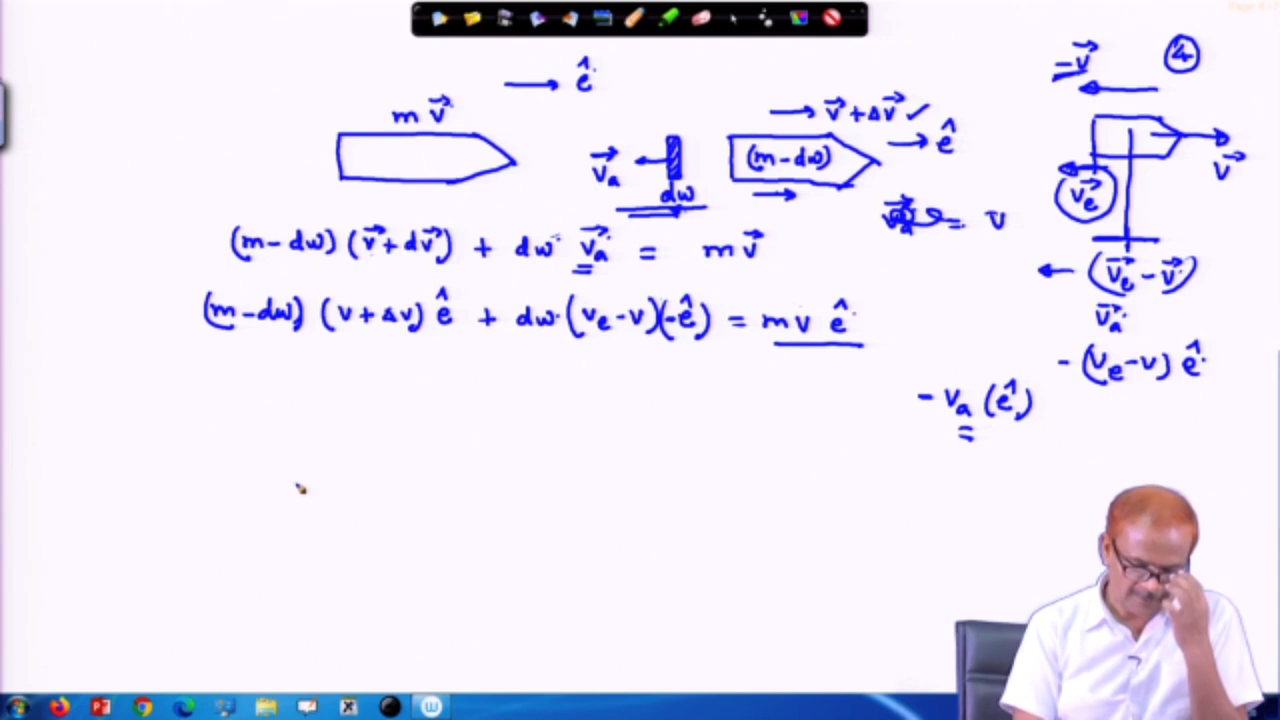 → ê
④
m v⃗
→ v⃗ + Δv⃗ ✓
-v⃗
v⃗ₐ
(m-dω)
→ ê
v⃗
dω
v⃗ₑ
= v
(m-dω) (v⃗+dv⃗) + dω v⃗ₐ = m v⃗
(v⃗ₑ - v⃗)
v⃗ₐ
(m-dω) (v+Δv) ê + dω·(vₑ-v)(-ê) = m v ê
- (vₑ-v) ê
- vₐ (ê)